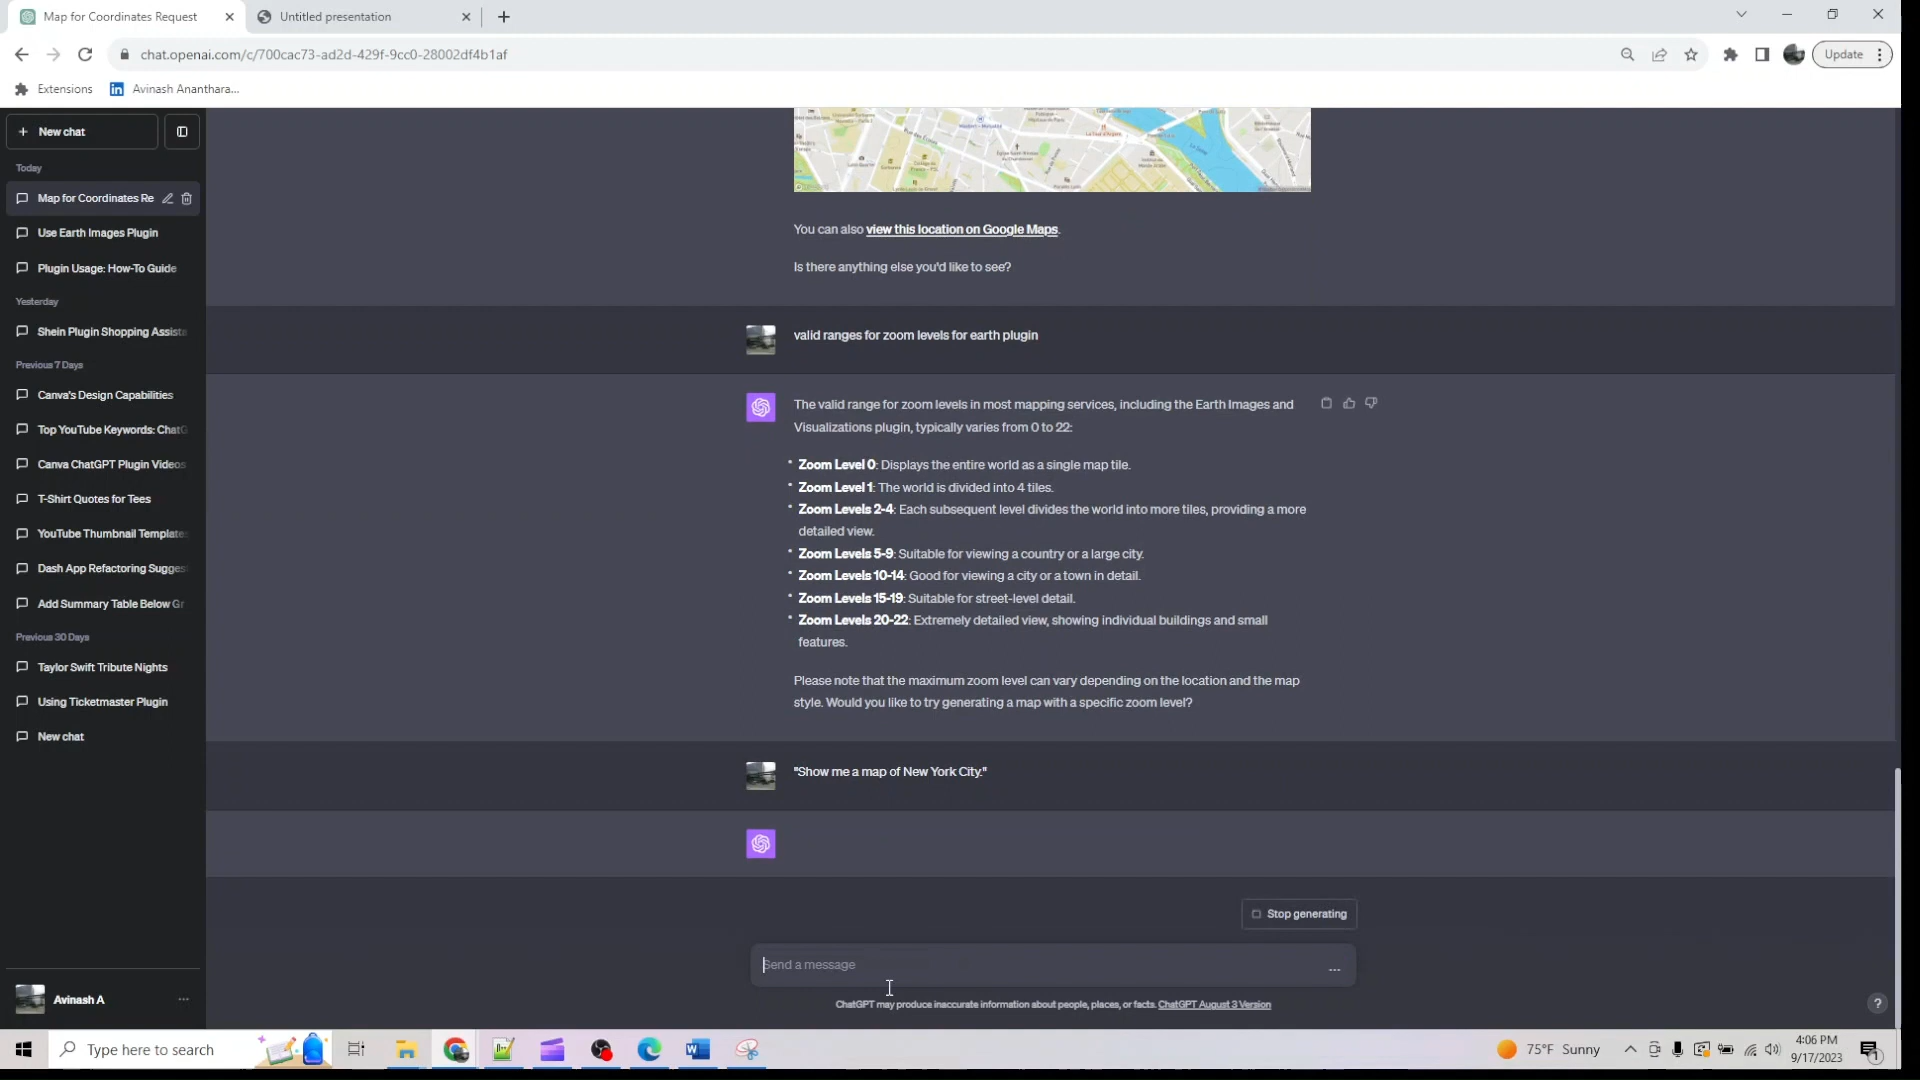 Map for Coordinates Request
Untitled presentation
chat.openai.com/c/700cac73-ad2d-429f-9cc0-28002df4b1af
Update
Extensions
Avinash Ananthara...
New chat
Today
Map for Coordinates Re
Use Earth Images Plugin
Plugin Usage: How-To Guide
Yesterday
Shein Plugin Shopping Assista
Previous 7 Days
Canva's Design Capabilities
Top YouTube Keywords: ChatG
Canva ChatGPT Plugin Videos
T-Shirt Quotes for Tees
YouTube Thumbnail Templates
Dash App Refactoring Sugges
Add Summary Table Below Gr
Previous 30 Days
Taylor Swift Tribute Nights
Using Ticketmaster Plugin
New chat
Avinash A
...
You can also view this location on Google Maps.
Is there anything else you'd like to see?
valid ranges for zoom levels for earth plugin
The valid range for zoom levels in most mapping services, including the Earth Images and
Visualizations plugin, typically varies from 0 to 22:
• Zoom Level 0: Displays the entire world as a single map tile.
• Zoom Level 1: The world is divided into 4 tiles.
• Zoom Levels 2-4: Each subsequent level divides the world into more tiles, providing a more
detailed view.
• Zoom Levels 5-9: Suitable for viewing a country or a large city.
• Zoom Levels 10-14: Good for viewing a city or a town in detail.
• Zoom Levels 15-19: Suitable for street-level detail.
• Zoom Levels 20-22: Extremely detailed view, showing individual buildings and small
features.
Please note that the maximum zoom level can vary depending on the location and the map
style. Would you like to try generating a map with a specific zoom level?
"Show me a map of New York City."
Stop generating
Send a message
...
ChatGPT may produce inaccurate information about people, places, or facts. ChatGPT August 3 Version
?
Type here to search
75°F Sunny
4:06 PM
9/17/2023
1